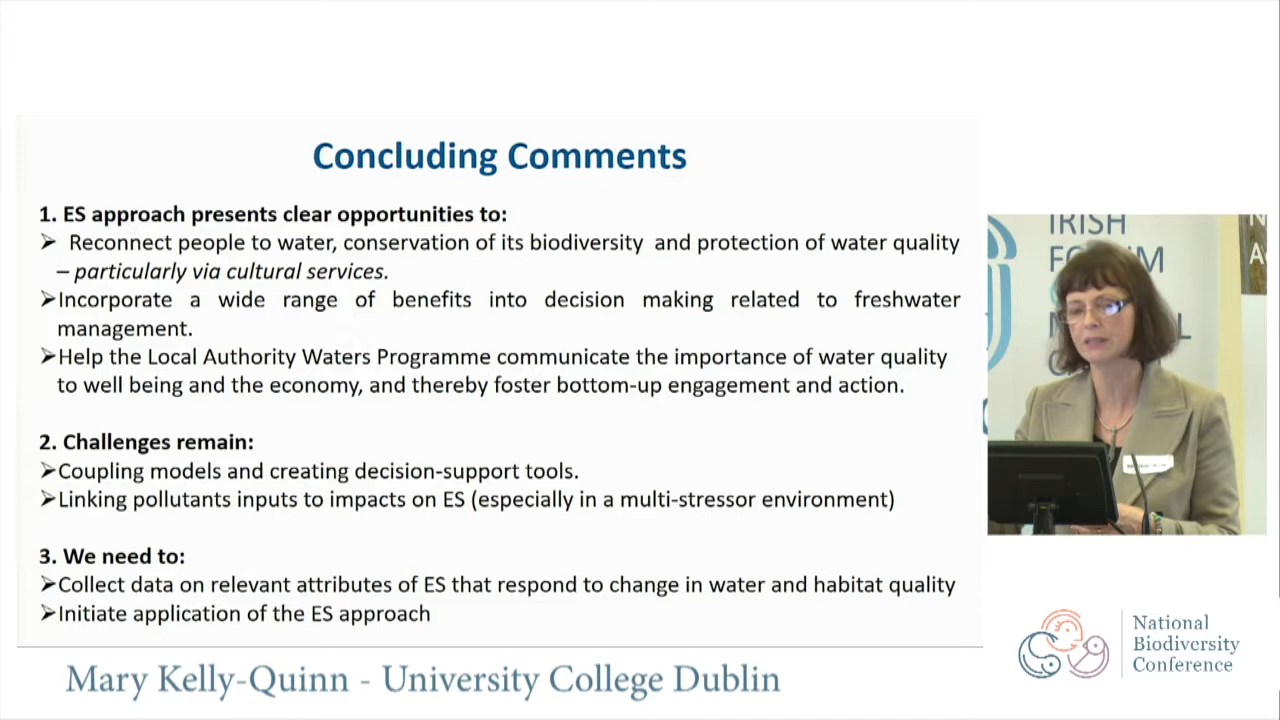 Concluding Comments
1. ES approach presents clear opportunities to:
➤ Reconnect people to water, conservation of its biodiversity and protection of water quality
– particularly via cultural services.
➤Incorporate a wide range of benefits into decision making related to freshwater
management.
➤Help the Local Authority Waters Programme communicate the importance of water quality
to well being and the economy, and thereby foster bottom-up engagement and action.
2. Challenges remain:
➤Coupling models and creating decision-support tools.
➤Linking pollutants inputs to impacts on ES (especially in a multi-stressor environment)
3. We need to:
➤Collect data on relevant attributes of ES that respond to change in water and habitat quality
➤Initiate application of the ES approach
IRISH
Mary Kelly-Quinn - University College Dublin
National
Biodiversity
Conference